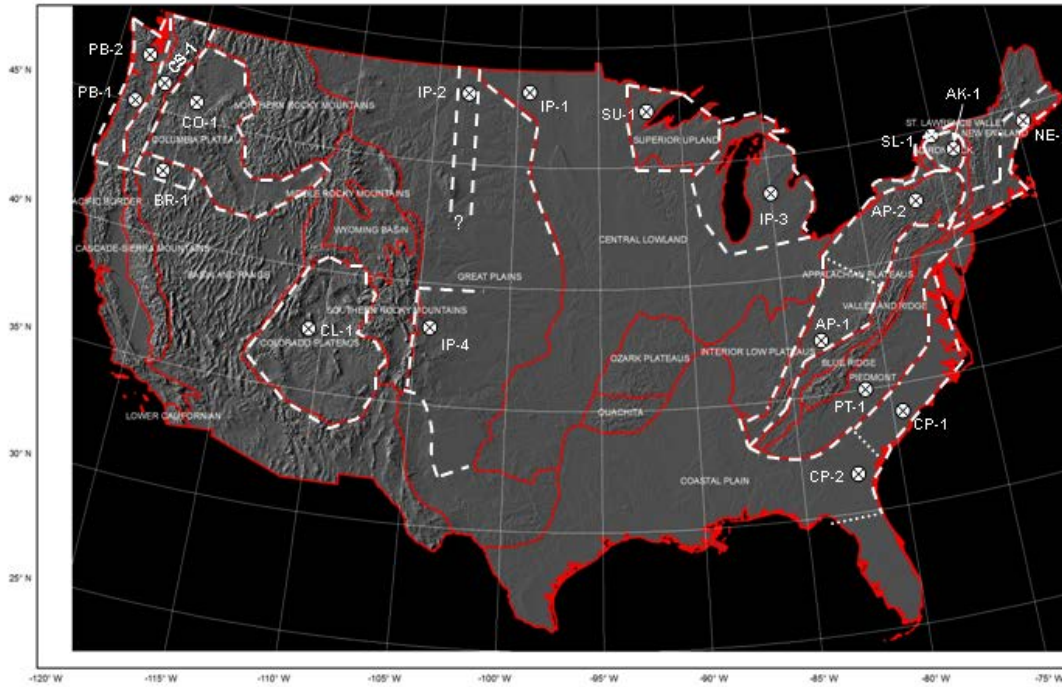 45° N
40° N
35° N
30° N
25° N
-120° W
-115° W
-110° W
-105° W
-100° W
-95° W
-90° W
-85° W
-80° W
-75° W
PB-2
CS-1
PB-1
CO-1
NORTHERN ROCKY MOUNTAINS
COLUMBIA PLATEAU
BR-1
MIDDLE ROCKY MOUNTAINS
PACIFIC BORDER
WYOMING BASIN
CASCADE-SIERRA MOUNTAINS
BASIN AND RANGE
SOUTHERN ROCKY MOUNTAINS
CL-1
COLORADO PLATEAUS
LOWER CALIFORNIAN
IP-2
IP-1
?
GREAT PLAINS
IP-4
SU-1
SUPERIOR UPLAND
IP-3
CENTRAL LOWLAND
OZARK PLATEAUS
OUACHITA
INTERIOR LOW PLATEAUS
COASTAL PLAIN
AK-1
ST. LAWRENCE VALLEY
NEW ENGLAND
NE-
SL-1
AP-2
APPALACHIAN PLATEAUS
VALLEY AND RIDGE
AP-1
BLUE RIDGE
PIEDMONT
PT-1
CP-1
CP-2